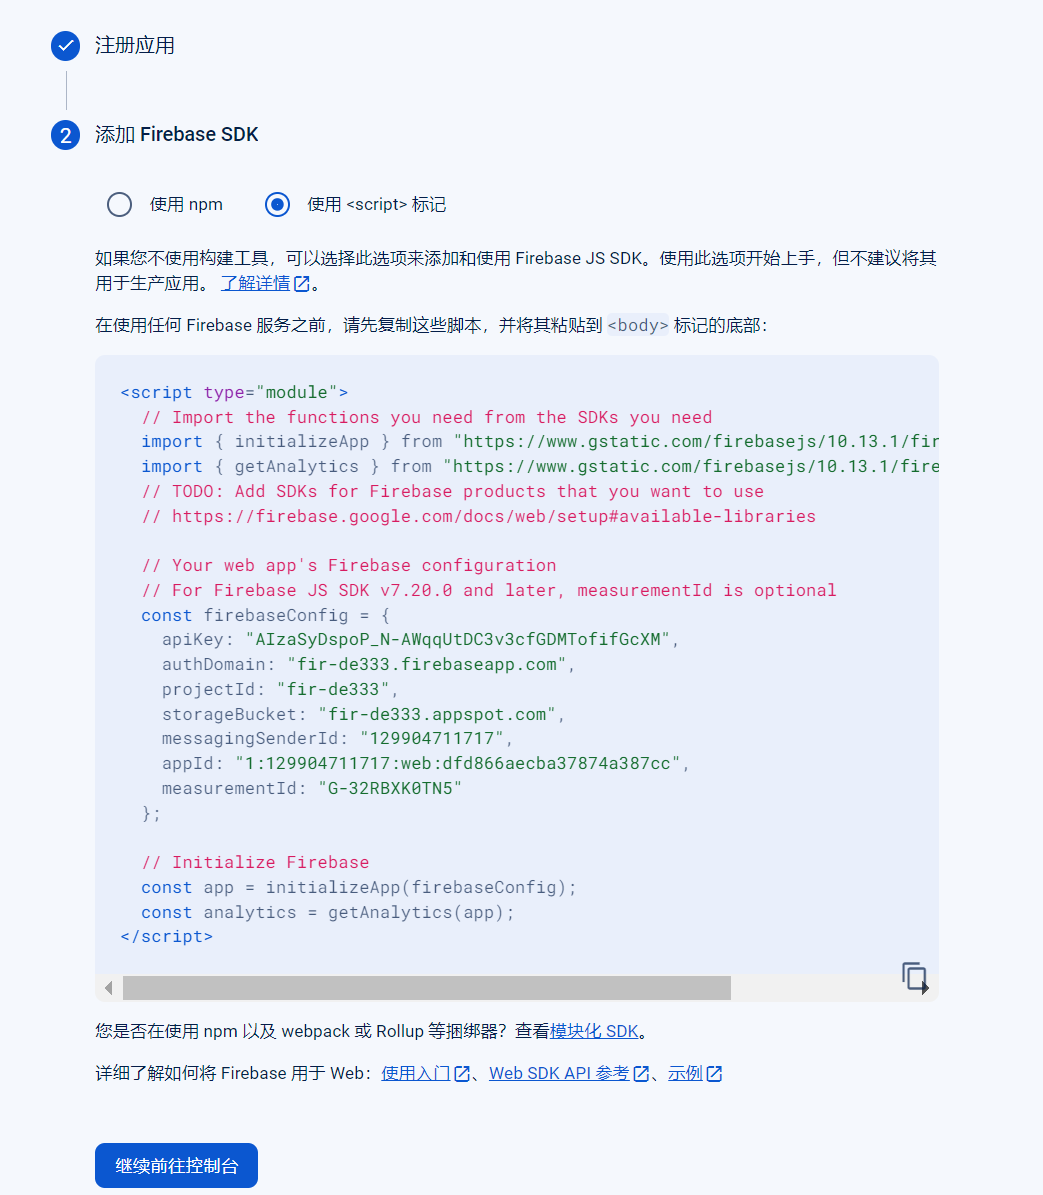 注册应用
2 添加 Firebase SDK
使用 npm 使用 <script> 标记
如果您不使用构建工具，可以选择此选项来添加和使用 Firebase JS SDK。使用此选项开始上手，但不建议将其
用于生产应用。 了解详情。
在使用任何 Firebase 服务之前，请先复制这些脚本，并将其粘贴到 <body> 标记的底部：
<script type="module">
  // Import the functions you need from the SDKs you need
  import { initializeApp } from "https://www.gstatic.com/firebasejs/10.13.1/fir
  import { getAnalytics } from "https://www.gstatic.com/firebasejs/10.13.1/fire
  // TODO: Add SDKs for Firebase products that you want to use
  // https://firebase.google.com/docs/web/setup#available-libraries
  // Your web app's Firebase configuration
  // For Firebase JS SDK v7.20.0 and later, measurementId is optional
  const firebaseConfig = {
    apiKey: "AIzaSyDspoP_N-AWqqUtDC3v3cfGDMTofifGcXM",
    authDomain: "fir-de333.firebaseapp.com",
    projectId: "fir-de333",
    storageBucket: "fir-de333.appspot.com",
    messagingSenderId: "129904711717",
    appId: "1:129904711717:web:dfd866aecba37874a387cc",
    measurementId: "G-32RBXK0TN5"
  };
  // Initialize Firebase
  const app = initializeApp(firebaseConfig);
  const analytics = getAnalytics(app);
</script>
您是否在使用 npm 以及 webpack 或 Rollup 等捆绑器？查看模块化 SDK。
详细了解如何将 Firebase 用于 Web：使用入门、Web SDK API 参考、示例
继续前往控制台